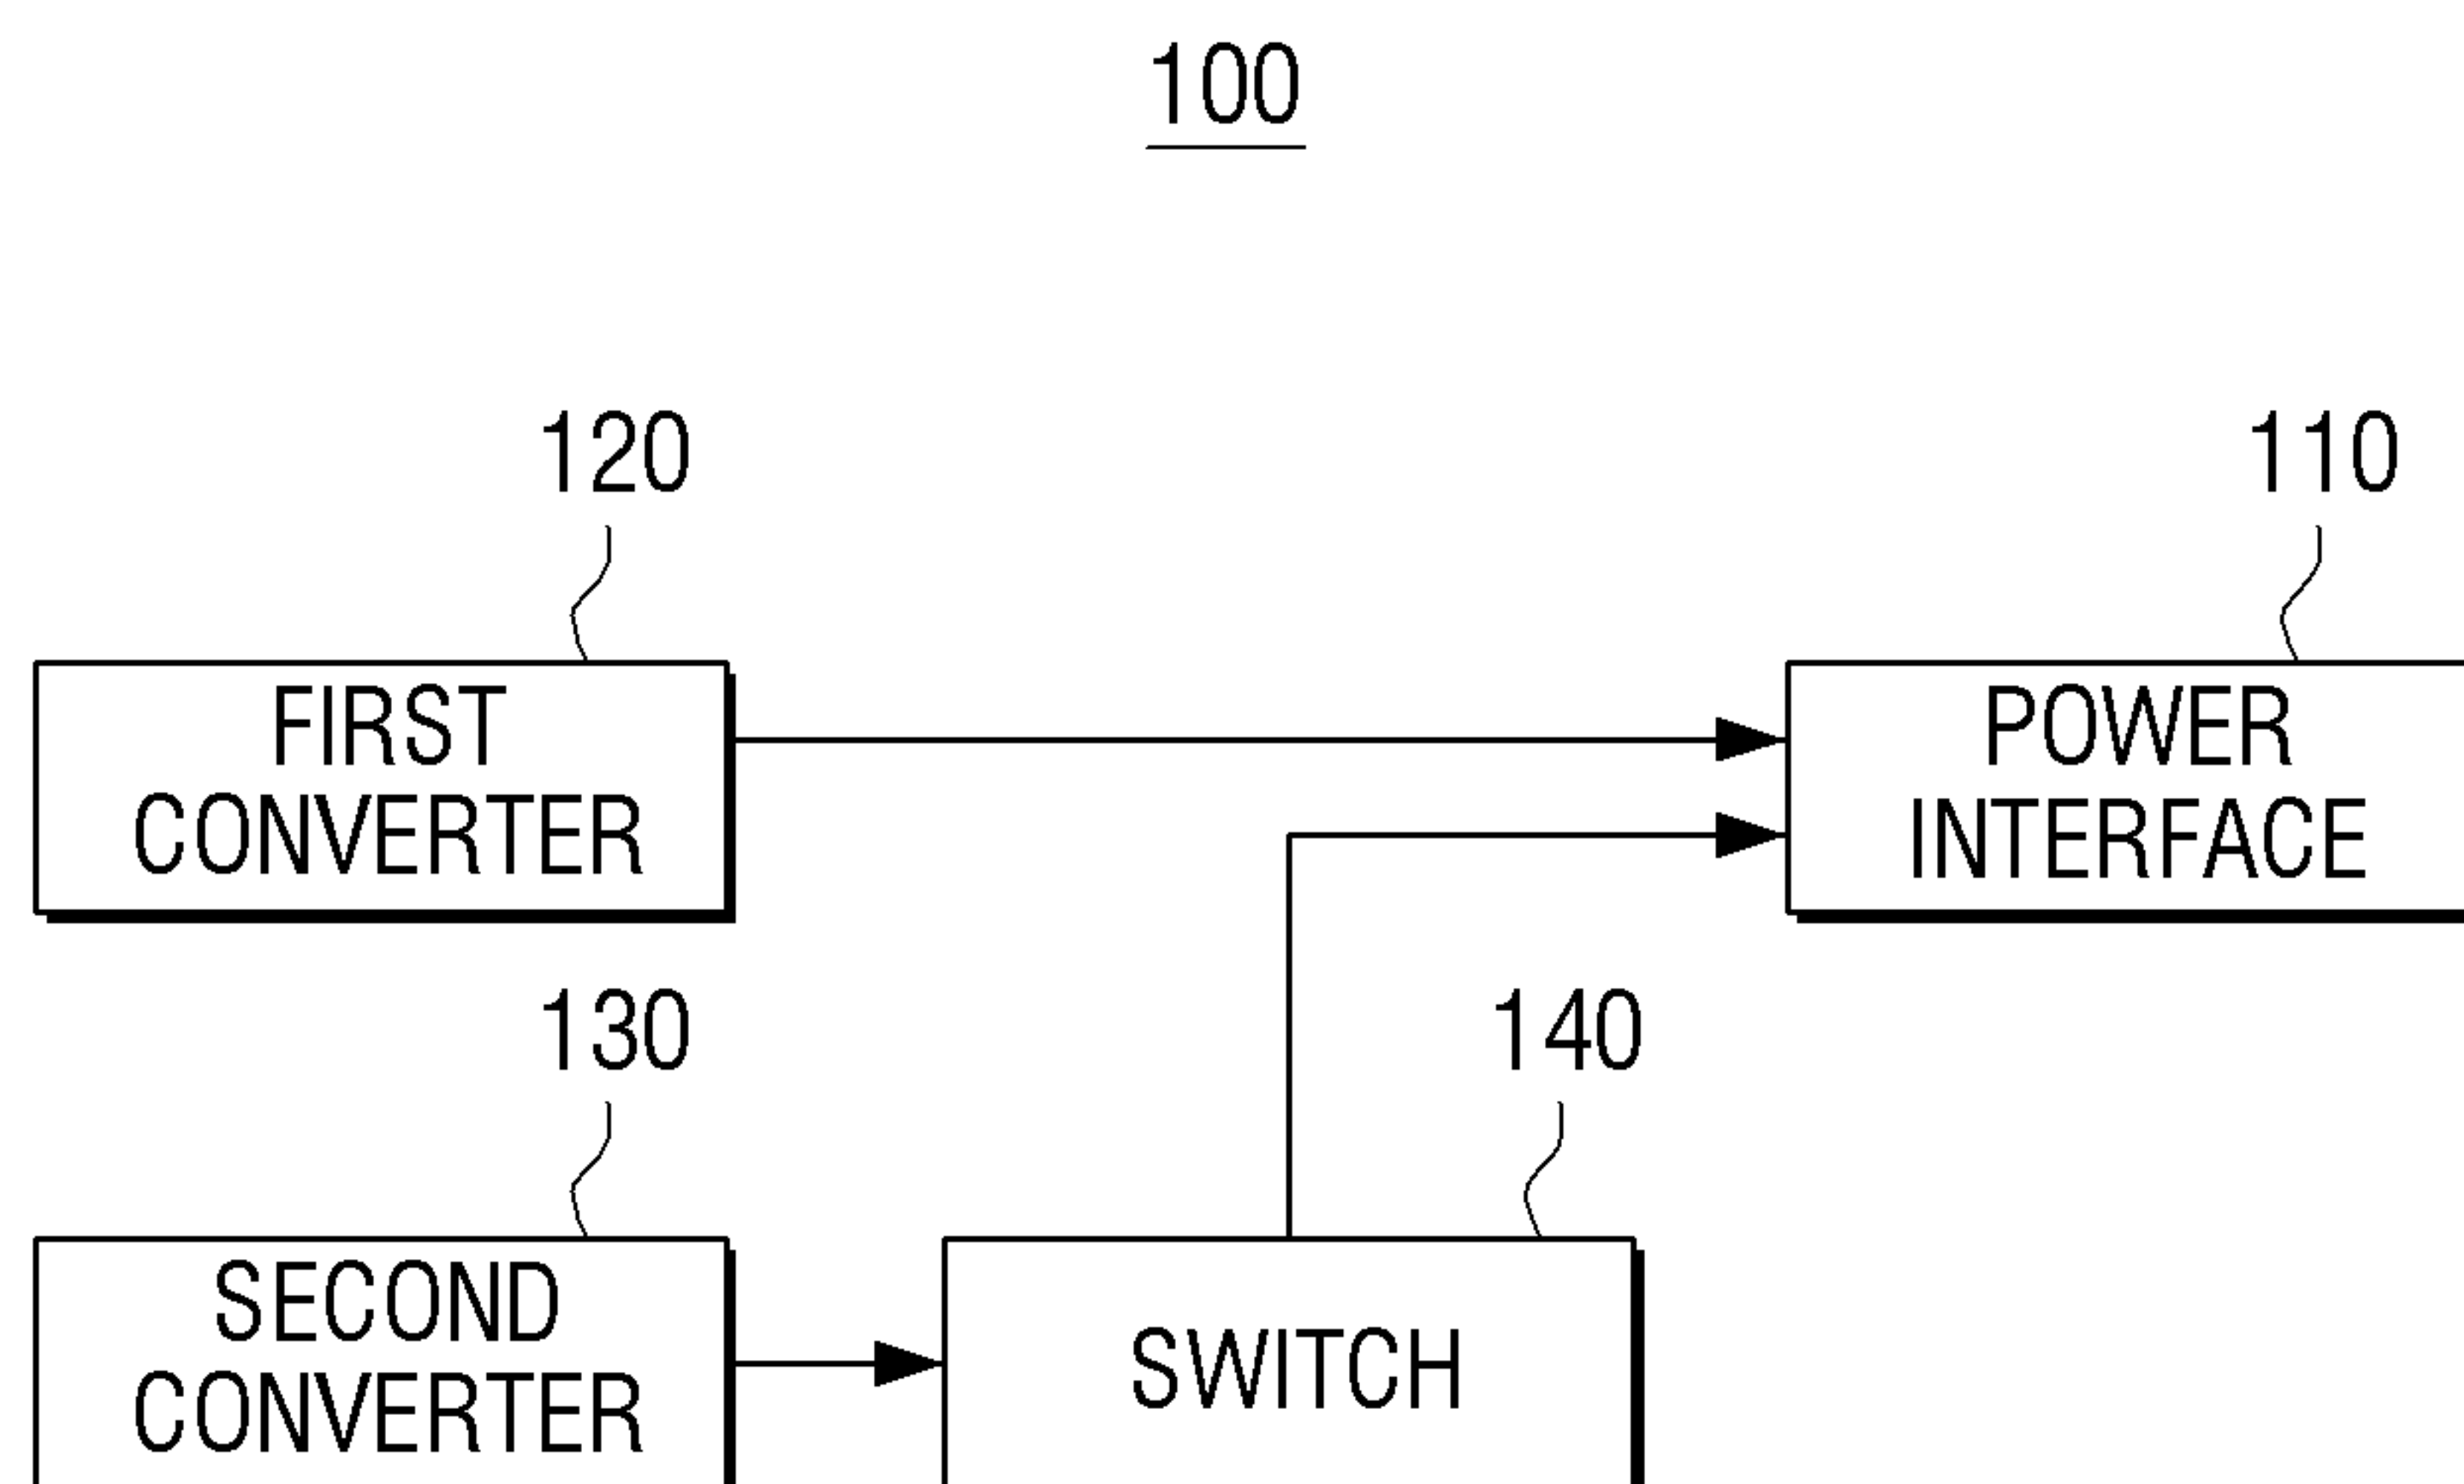 100
120
110
FIRST
CONVERTER
POWER
INTERFACE
130
140
SECOND
CONVERTER
SWITCH